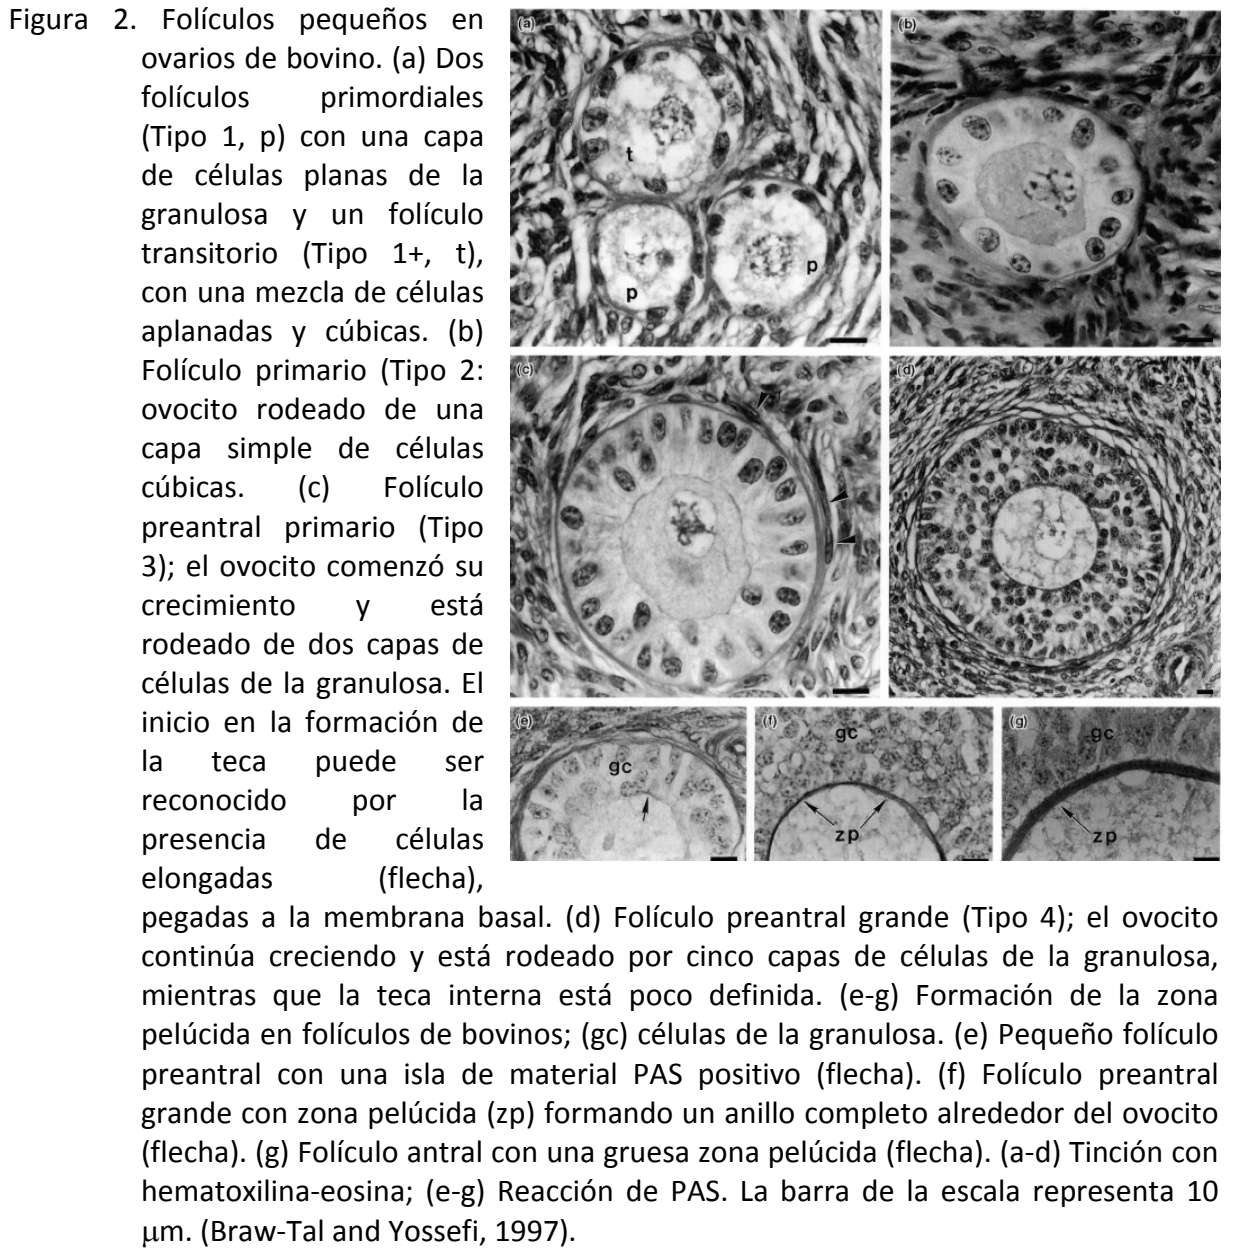 Figura 2. Folículos pequeños en
ovarios de bovino. (a) Dos
folículos primordiales
(Tipo 1, p) con una capa
de células planas de la
granulosa y un folículo
transitorio (Tipo 1+, t),
con una mezcla de células
aplanadas y cúbicas. (b)
Folículo primario (Tipo 2:
ovocito rodeado de una
capa simple de células
cúbicas. (c) Folículo
preantral primario (Tipo
3); el ovocito comenzó su
crecimiento y está
rodeado de dos capas de
células de la granulosa. El
inicio en la formación de
la teca puede ser
reconocido por la
presencia de células
elongadas (flecha),
pegadas a la membrana basal. (d) Folículo preantral grande (Tipo 4); el ovocito
continúa creciendo y está rodeado por cinco capas de células de la granulosa,
mientras que la teca interna está poco definida. (e-g) Formación de la zona
pelúcida en folículos de bovinos; (gc) células de la granulosa. (e) Pequeño folículo
preantral con una isla de material PAS positivo (flecha). (f) Folículo preantral
grande con zona pelúcida (zp) formando un anillo completo alrededor del ovocito
(flecha). (g) Folículo antral con una gruesa zona pelúcida (flecha). (a-d) Tinción con
hematoxilina-eosina; (e-g) Reacción de PAS. La barra de la escala representa 10
μm. (Braw-Tal and Yossefi, 1997).
(a)
t
p
p
(b)
(c)
(d)
(e)
gc
(f)
gc
zp
(g)
gc
zp